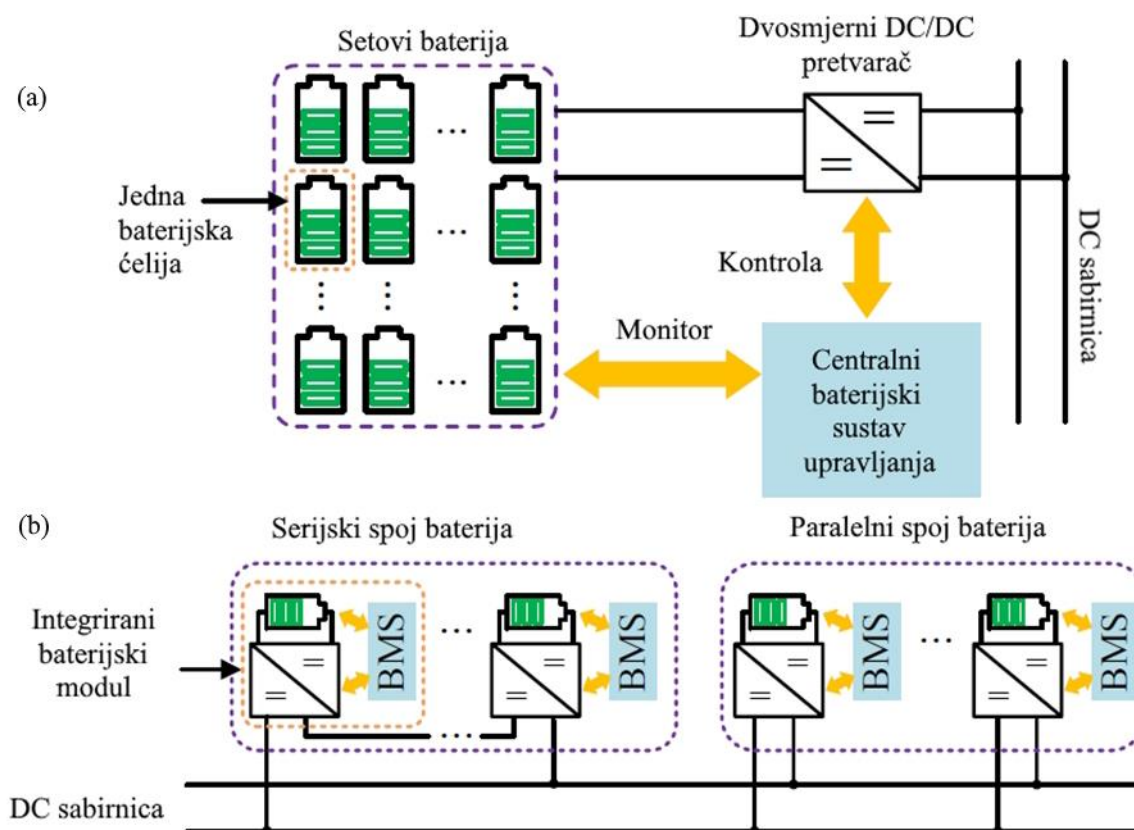 (a)
Setovi baterija
Dvosmjerni DC/DC
pretvarač
Jedna
baterijska
ćelija
...
...
...
Kontrola
Monitor
DC sabirnica
Centralni
baterijski
sustav
upravljanja
(b)
Serijski spoj baterija
Paralelni spoj baterija
Integrirani
baterijski
modul
BMS
...
BMS
BMS
...
BMS
...
DC sabirnica